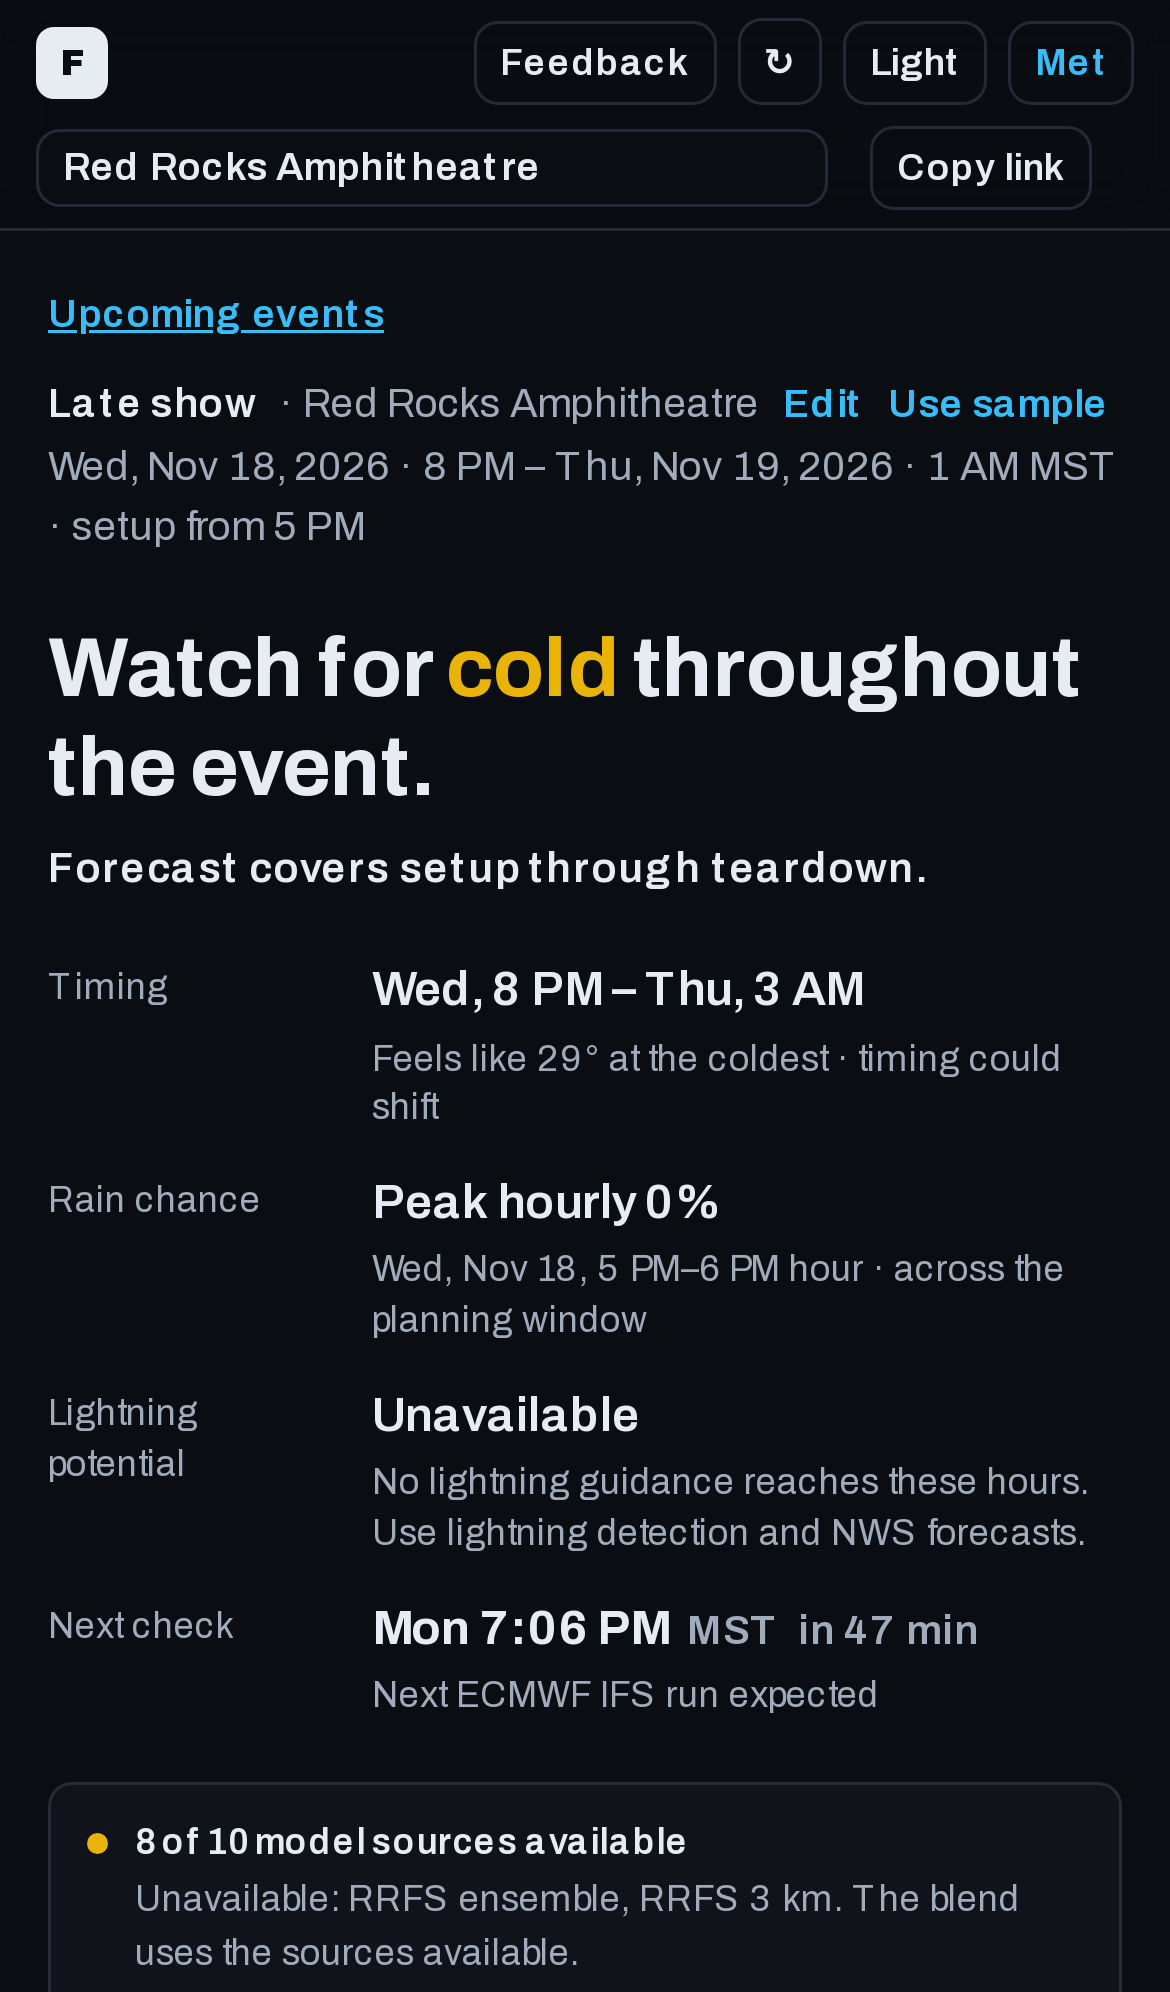 F
Feedback
↻
Light
Met
Red Rocks Amphitheatre
Copy link
Upcoming events
Late show · Red Rocks Amphitheatre Edit Use sample
Wed, Nov 18, 2026 · 8 PM – Thu, Nov 19, 2026 · 1 AM MST
· setup from 5 PM
Watch for cold throughout
the event.
Forecast covers setup through teardown.
Timing
Wed, 8 PM – Thu, 3 AM
Feels like 29° at the coldest · timing could
shift
Rain chance
Peak hourly 0%
Wed, Nov 18, 5 PM–6 PM hour · across the
planning window
Lightning
potential
Unavailable
No lightning guidance reaches these hours.
Use lightning detection and NWS forecasts.
Next check
Mon 7:06 PM MST in 47 min
Next ECMWF IFS run expected
8 of 10 model sources available
Unavailable: RRFS ensemble, RRFS 3 km. The blend
uses the sources available.